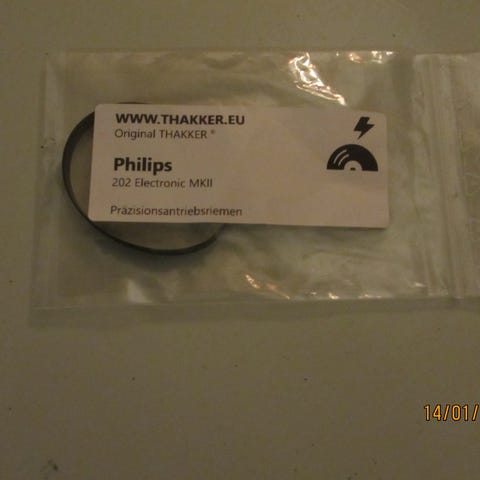 WWW.THAKKER.EU
Original THAKKER ®
Philips
202 Electronic MKII
Präzisionsantriebsriemen
14/01/